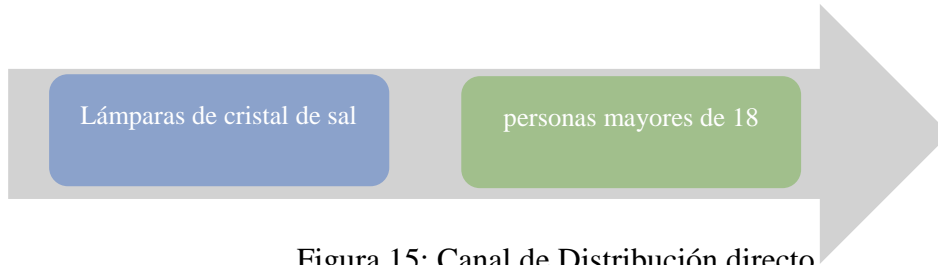 Lámparas de cristal de sal
personas mayores de 18
Figura 15: Canal de Distribución directo